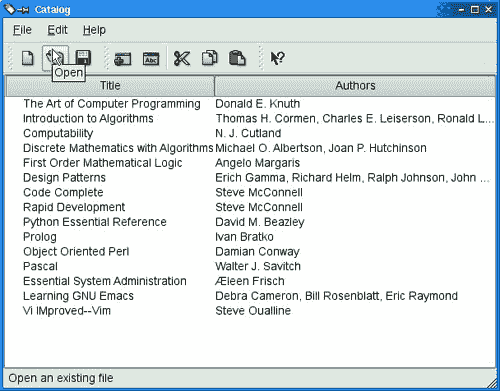 Catalog
File Edit Help
Abc
Open
Title Authors
The Art of Computer Programming Donald E. Knuth
Introduction to Algorithms Thomas H. Cormen, Charles E. Leiserson, Ronald L...
Computability N. J. Cutland
Discrete Mathematics with Algorithms Michael O. Albertson, Joan P. Hutchinson
First Order Mathematical Logic Angelo Margaris
Design Patterns Erich Gamma, Richard Helm, Ralph Johnson, John ...
Code Complete Steve McConnell
Rapid Development Steve McConnell
Python Essential Reference David M. Beazley
Prolog Ivan Bratko
Object Oriented Perl Damian Conway
Pascal Walter J. Savitch
Essential System Administration Æleen Frisch
Learning GNU Emacs Debra Cameron, Bill Rosenblatt, Eric Raymond
Vi IMproved--Vim Steve Oualline
Open an existing file